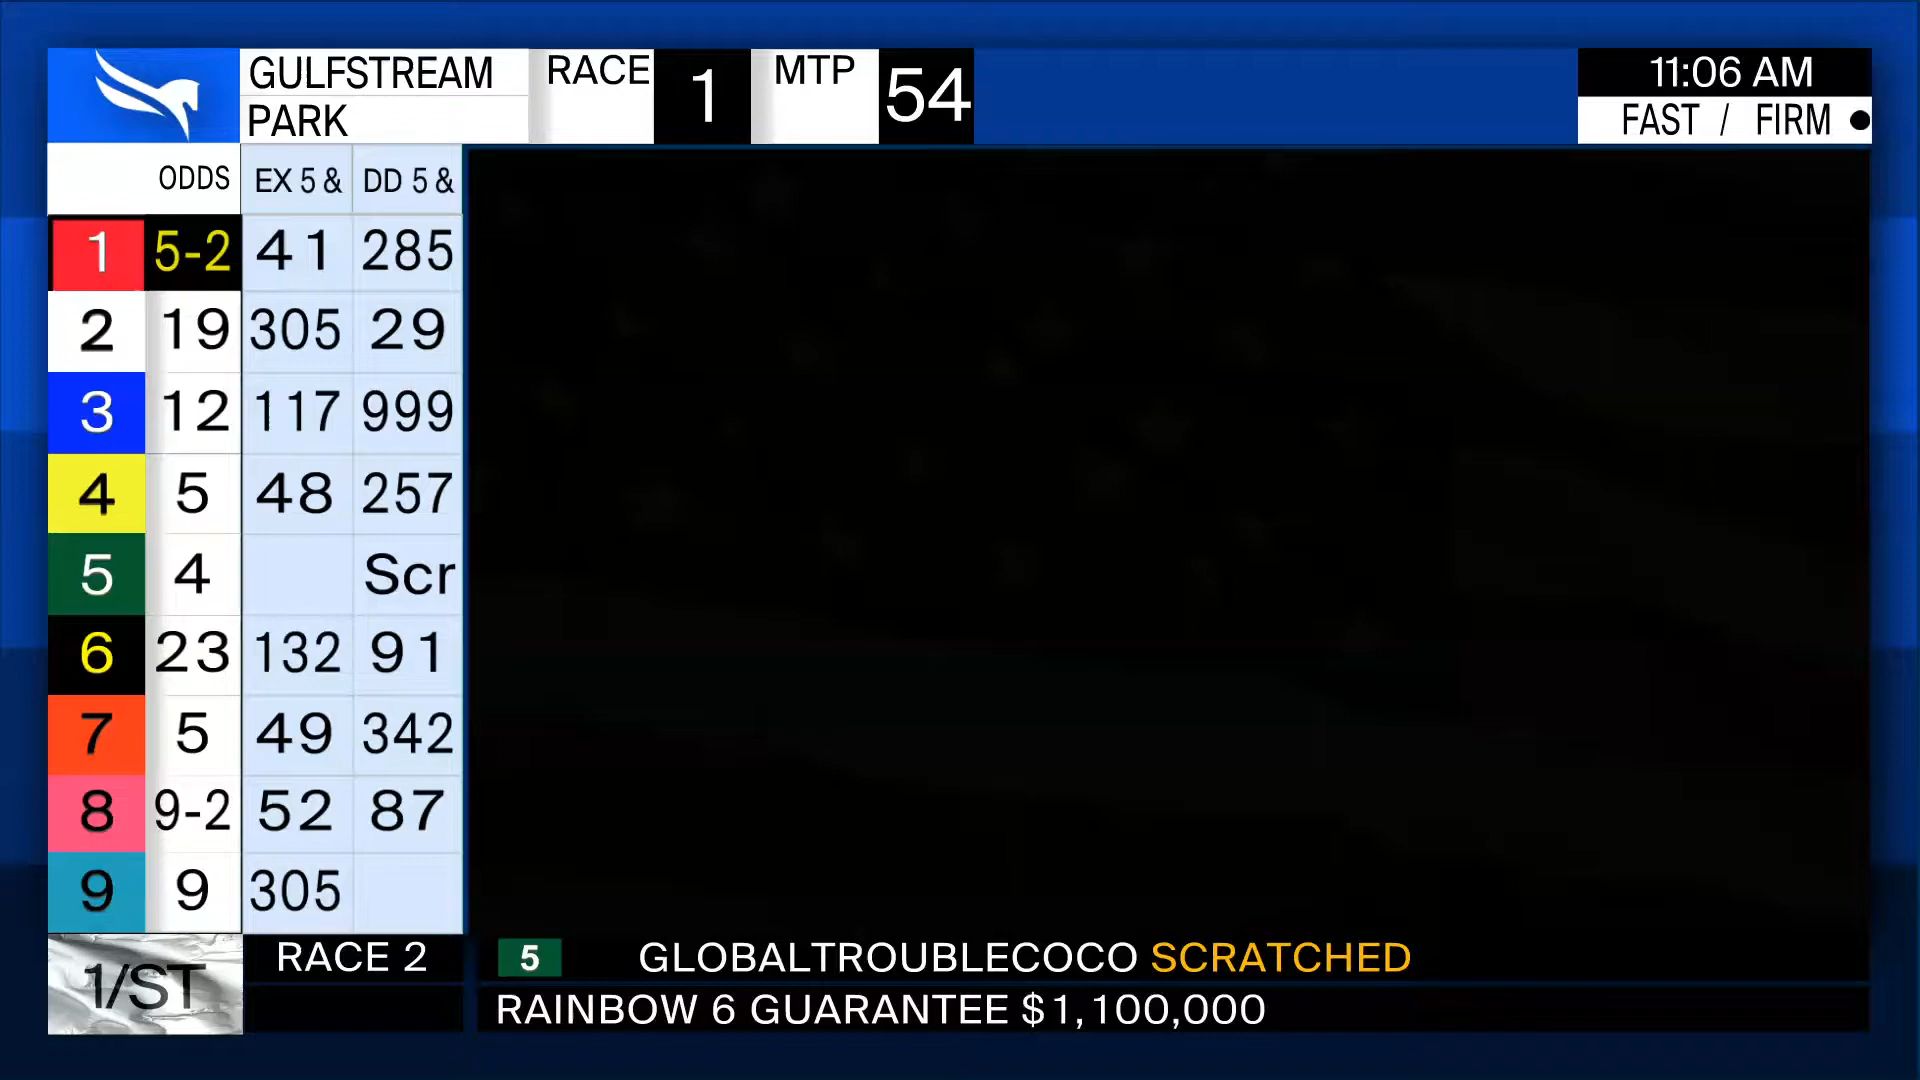 GULFSTREAM PARK RACE 1 MTP 54 11:06 AM
FAST / FIRM
ODDS EX 5 & DD 5 &
1 5-2 41 285
2 19 305 29
3 12 117 999
4 5 48 257
5 4 Scr
6 23 132 91
7 5 49 342
8 9-2 52 87
9 9 305
1/ST RACE 2 5 GLOBALTROUBLECOCO SCRATCHED
RAINBOW 6 GUARANTEE $1,100,000